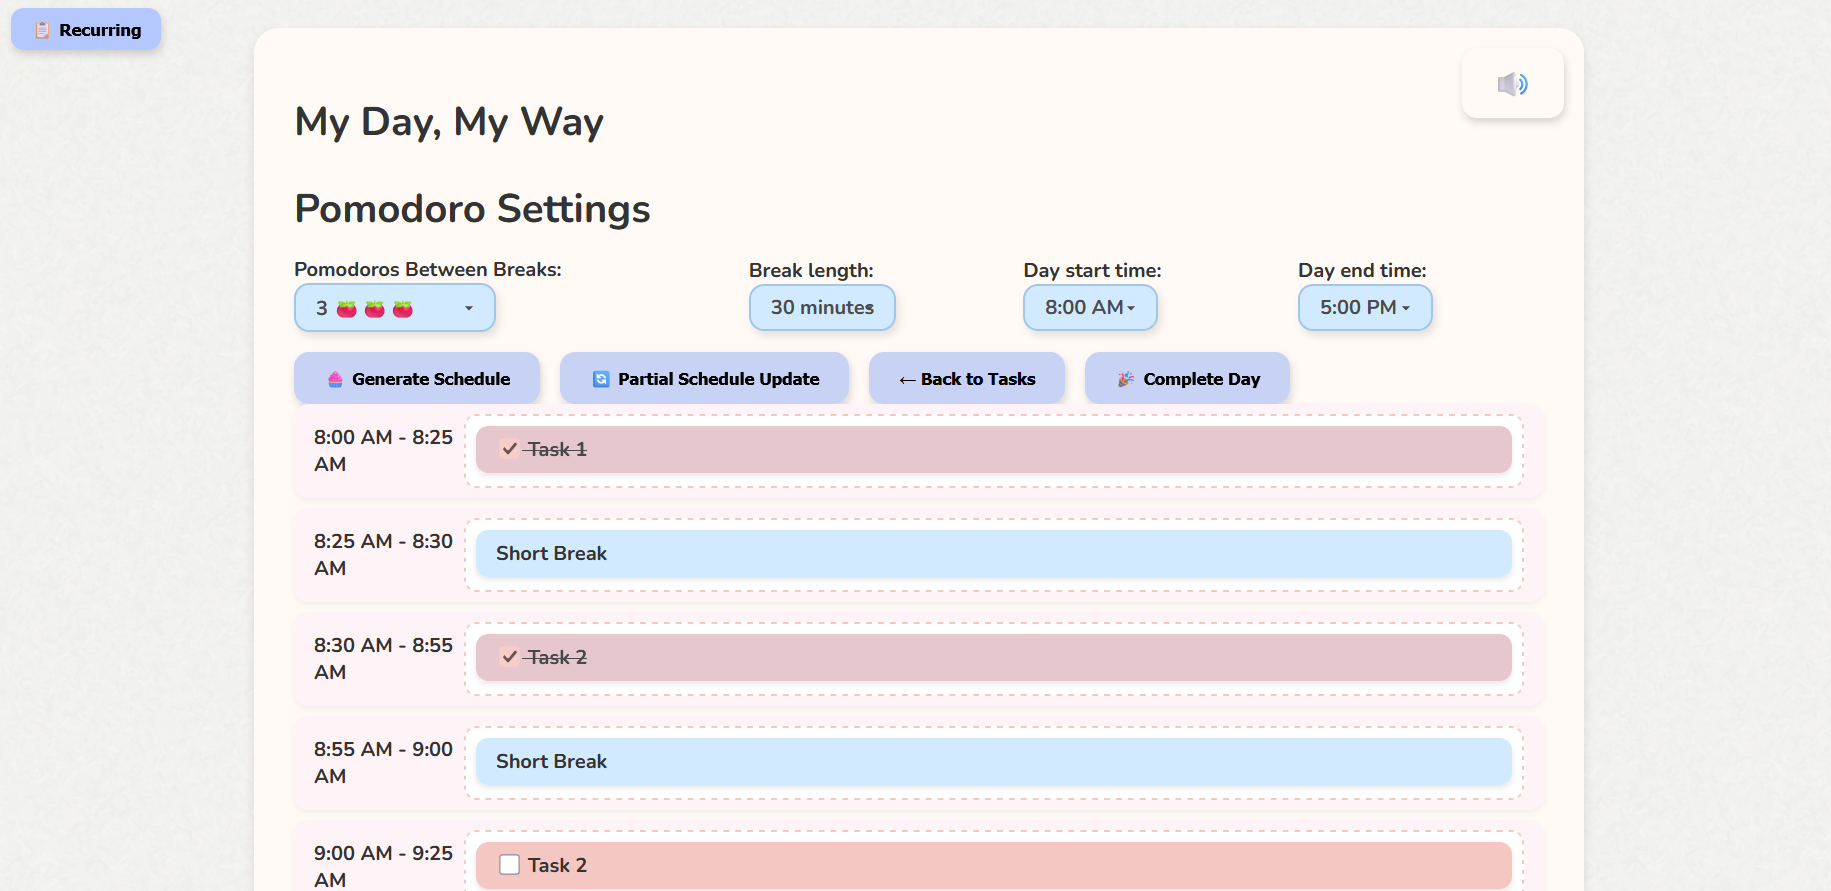 Recurring
My Day, My Way
Pomodoro Settings
Pomodoros Between Breaks:
Break length:
Day start time:
Day end time:
3
30 minutes
8:00 AM
5:00 PM
Generate Schedule
Partial Schedule Update
← Back to Tasks
Complete Day
8:00 AM - 8:25
AM
Task 1
8:25 AM - 8:30
AM
Short Break
8:30 AM - 8:55
AM
Task 2
8:55 AM - 9:00
AM
Short Break
9:00 AM - 9:25
AM
Task 2